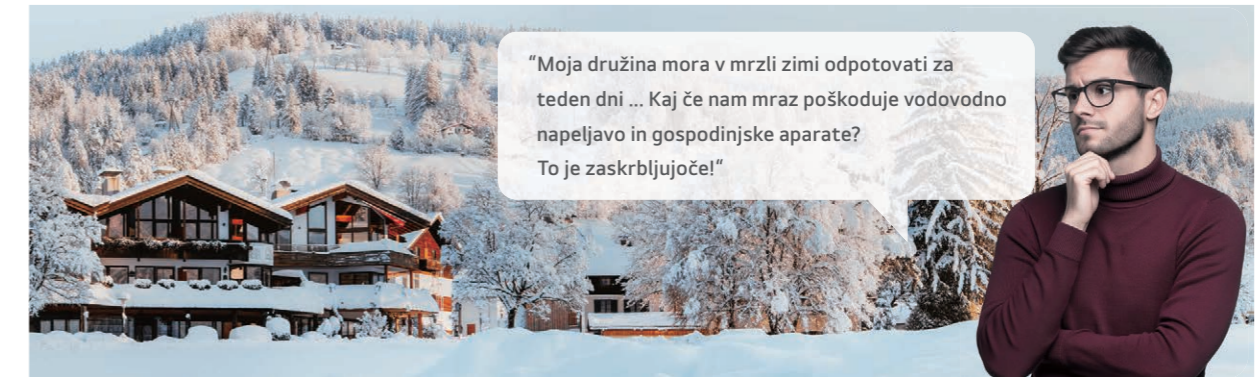 “Moja družina mora v mrzli zimi odpotovati za
teden dni ... Kaj če nam mraz poškoduje vodovodno
napeljavo in gospodinjske aparate?
To je zaskrbljujoče!“